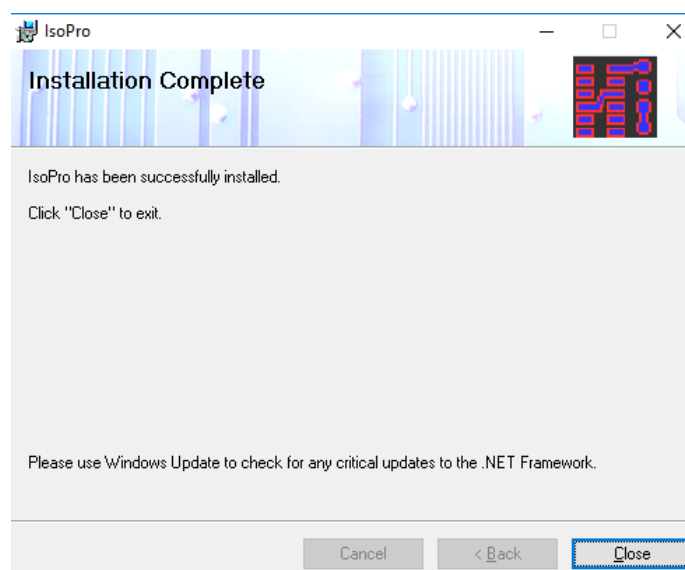 IsoPro
Installation Complete
IsoPro has been successfully installed.
Click "Close" to exit.
Please use Windows Update to check for any critical updates to the .NET Framework.
Cancel
< Back
Close